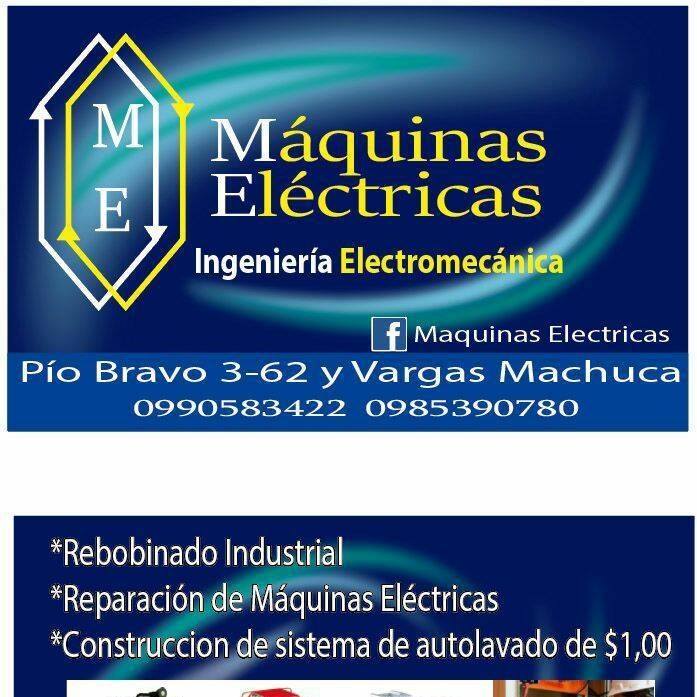 M
E
Máquinas
Eléctricas
Ingeniería Electromecánica
f Maquinas Electricas
Pío Bravo 3-62 y Vargas Machuca
0990583422 0985390780
*Rebobinado Industrial
*Reparación de Máquinas Eléctricas
*Construccion de sistema de autolavado de $1,00